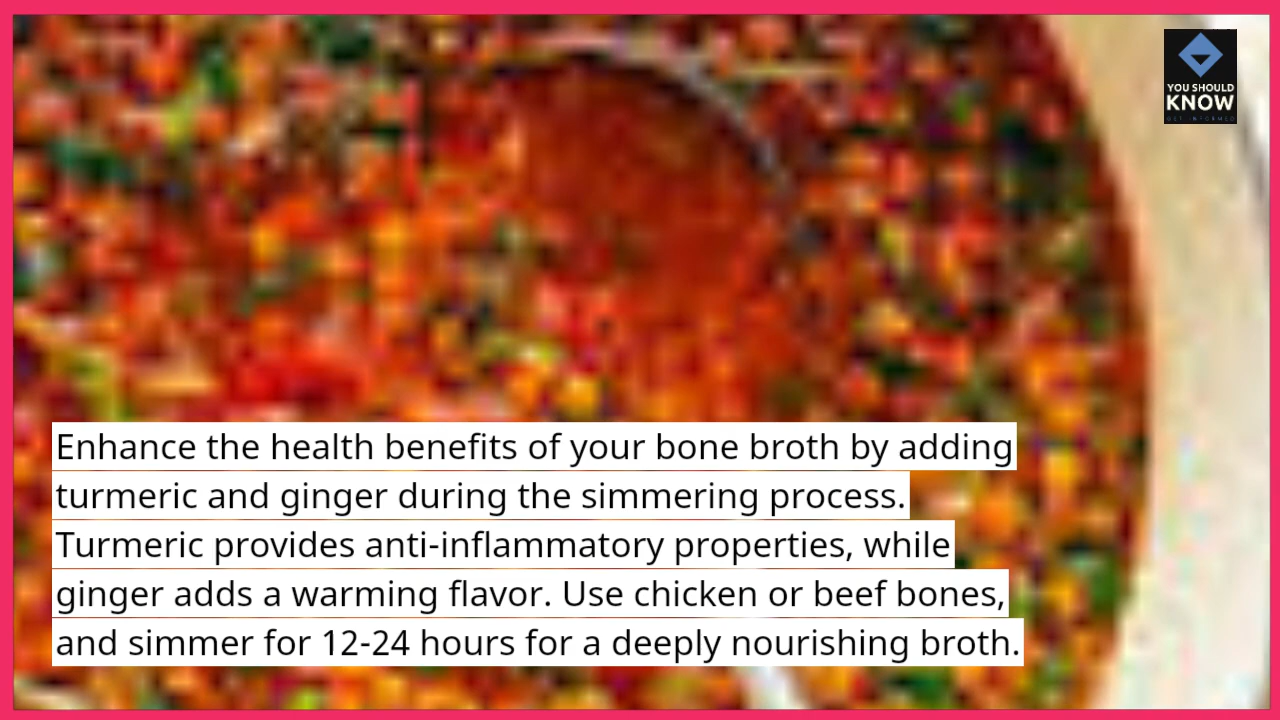 YOU SHOULD
KNOW
GET INFORMED
Enhance the health benefits of your bone broth by adding
turmeric and ginger during the simmering process.
Turmeric provides anti-inflammatory properties, while
ginger adds a warming flavor. Use chicken or beef bones,
and simmer for 12-24 hours for a deeply nourishing broth.